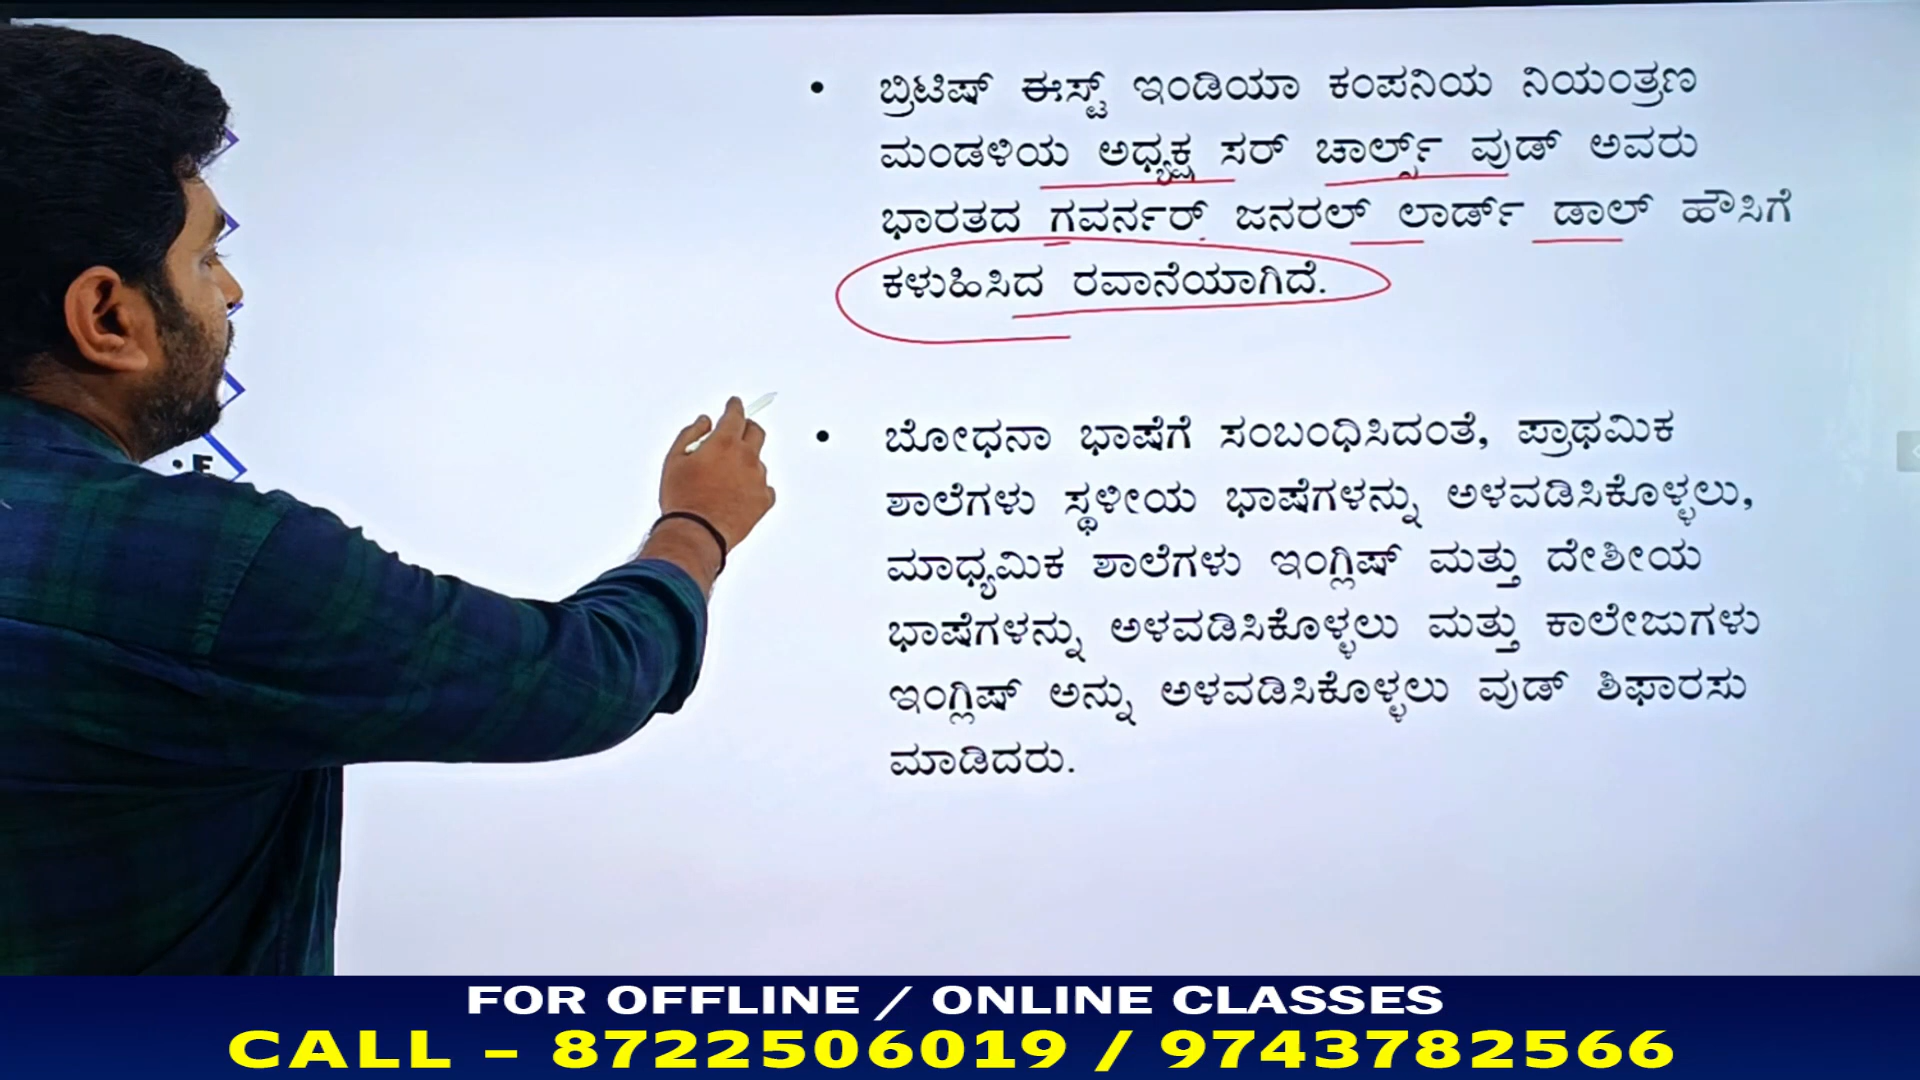 • ಬ್ರಿಟಿಷ್ ಈಸ್ಟ್ ಇಂಡಿಯಾ ಕಂಪನಿಯ ನಿಯಂತ್ರಣ
ಮಂಡಳಿಯ ಅಧ್ಯಕ್ಷ ಸರ್ ಚಾರ್ಲ್ಸ್ ವುಡ್ ಅವರು
ಭಾರತದ ಗವರ್ನರ್ ಜನರಲ್ ಲಾರ್ಡ್ ಡಾಲ್ ಹೌಸಿಗೆ
ಕಳುಹಿಸಿದ ರವಾನೆಯಾಗಿದೆ.
• ಬೋಧನಾ ಭಾಷೆಗೆ ಸಂಬಂಧಿಸಿದಂತೆ, ಪ್ರಾಥಮಿಕ
ಶಾಲೆಗಳು ಸ್ಥಳೀಯ ಭಾಷೆಗಳನ್ನು ಅಳವಡಿಸಿಕೊಳ್ಳಲು,
ಮಾಧ್ಯಮಿಕ ಶಾಲೆಗಳು ಇಂಗ್ಲಿಷ್ ಮತ್ತು ದೇಶೀಯ
ಭಾಷೆಗಳನ್ನು ಅಳವಡಿಸಿಕೊಳ್ಳಲು ಮತ್ತು ಕಾಲೇಜುಗಳು
ಇಂಗ್ಲಿಷ್ ಅನ್ನು ಅಳವಡಿಸಿಕೊಳ್ಳಲು ವುಡ್ ಶಿಫಾರಸು
ಮಾಡಿದರು.
FOR OFFLINE / ONLINE CLASSES
CALL – 8722506019 / 9743782566